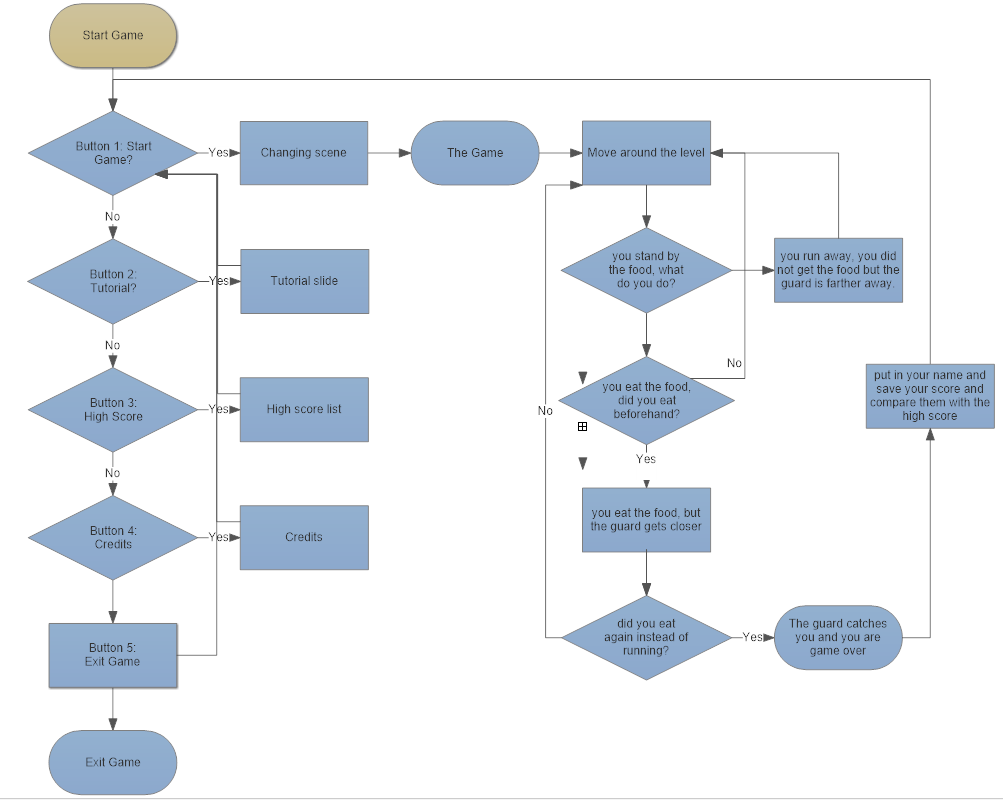 Start Game
Button 1: Start
Game?
Yes
Changing scene
The Game
Move around the level
No
Button 2:
Tutorial?
Yes
Tutorial slide
No
Button 3:
High Score
Yes
High score list
No
Button 4:
Credits
Yes
Credits
Button 5:
Exit Game
Exit Game
you stand by
the food, what
do you do?
you run away, you did
not get the food but the
guard is farther away.
No
you eat the food,
did you eat
beforehand?
No
Yes
you eat the food, but
the guard gets closer
did you eat
again instead of
running?
Yes
The guard catches
you and you are
game over
put in your name and
save your score and
compare them with the
high score